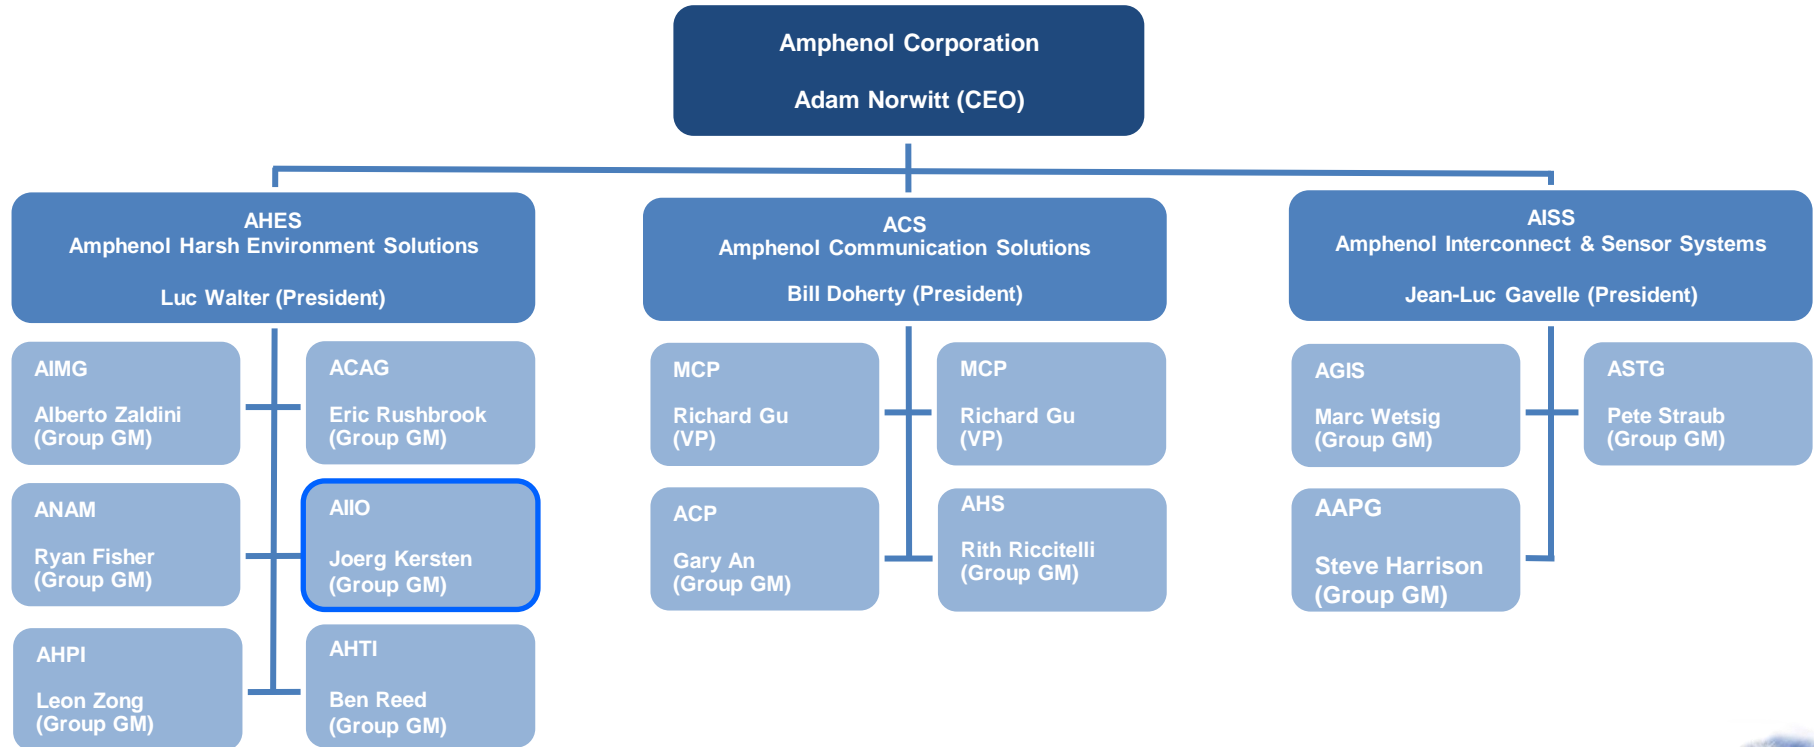 Amphenol Corporation
Adam Norwitt (CEO)
AHES
Amphenol Harsh Environment Solutions
Luc Walter (President)
ACS
Amphenol Communication Solutions
Bill Doherty (President)
AISS
Amphenol Interconnect & Sensor Systems
Jean-Luc Gavelle (President)
AIMG
Alberto Zaldini
(Group GM)
ACAG
Eric Rushbrook
(Group GM)
ANAM
Ryan Fisher
(Group GM)
AIIO
Joerg Kersten
(Group GM)
AHPI
Leon Zong
(Group GM)
AHTI
Ben Reed
(Group GM)
MCP
Richard Gu
(VP)
MCP
Richard Gu
(VP)
ACP
Gary An
(Group GM)
AHS
Rith Riccitelli
(Group GM)
AGIS
Marc Wetsig
(Group GM)
ASTG
Pete Straub
(Group GM)
AAPG
Steve Harrison
(Group GM)